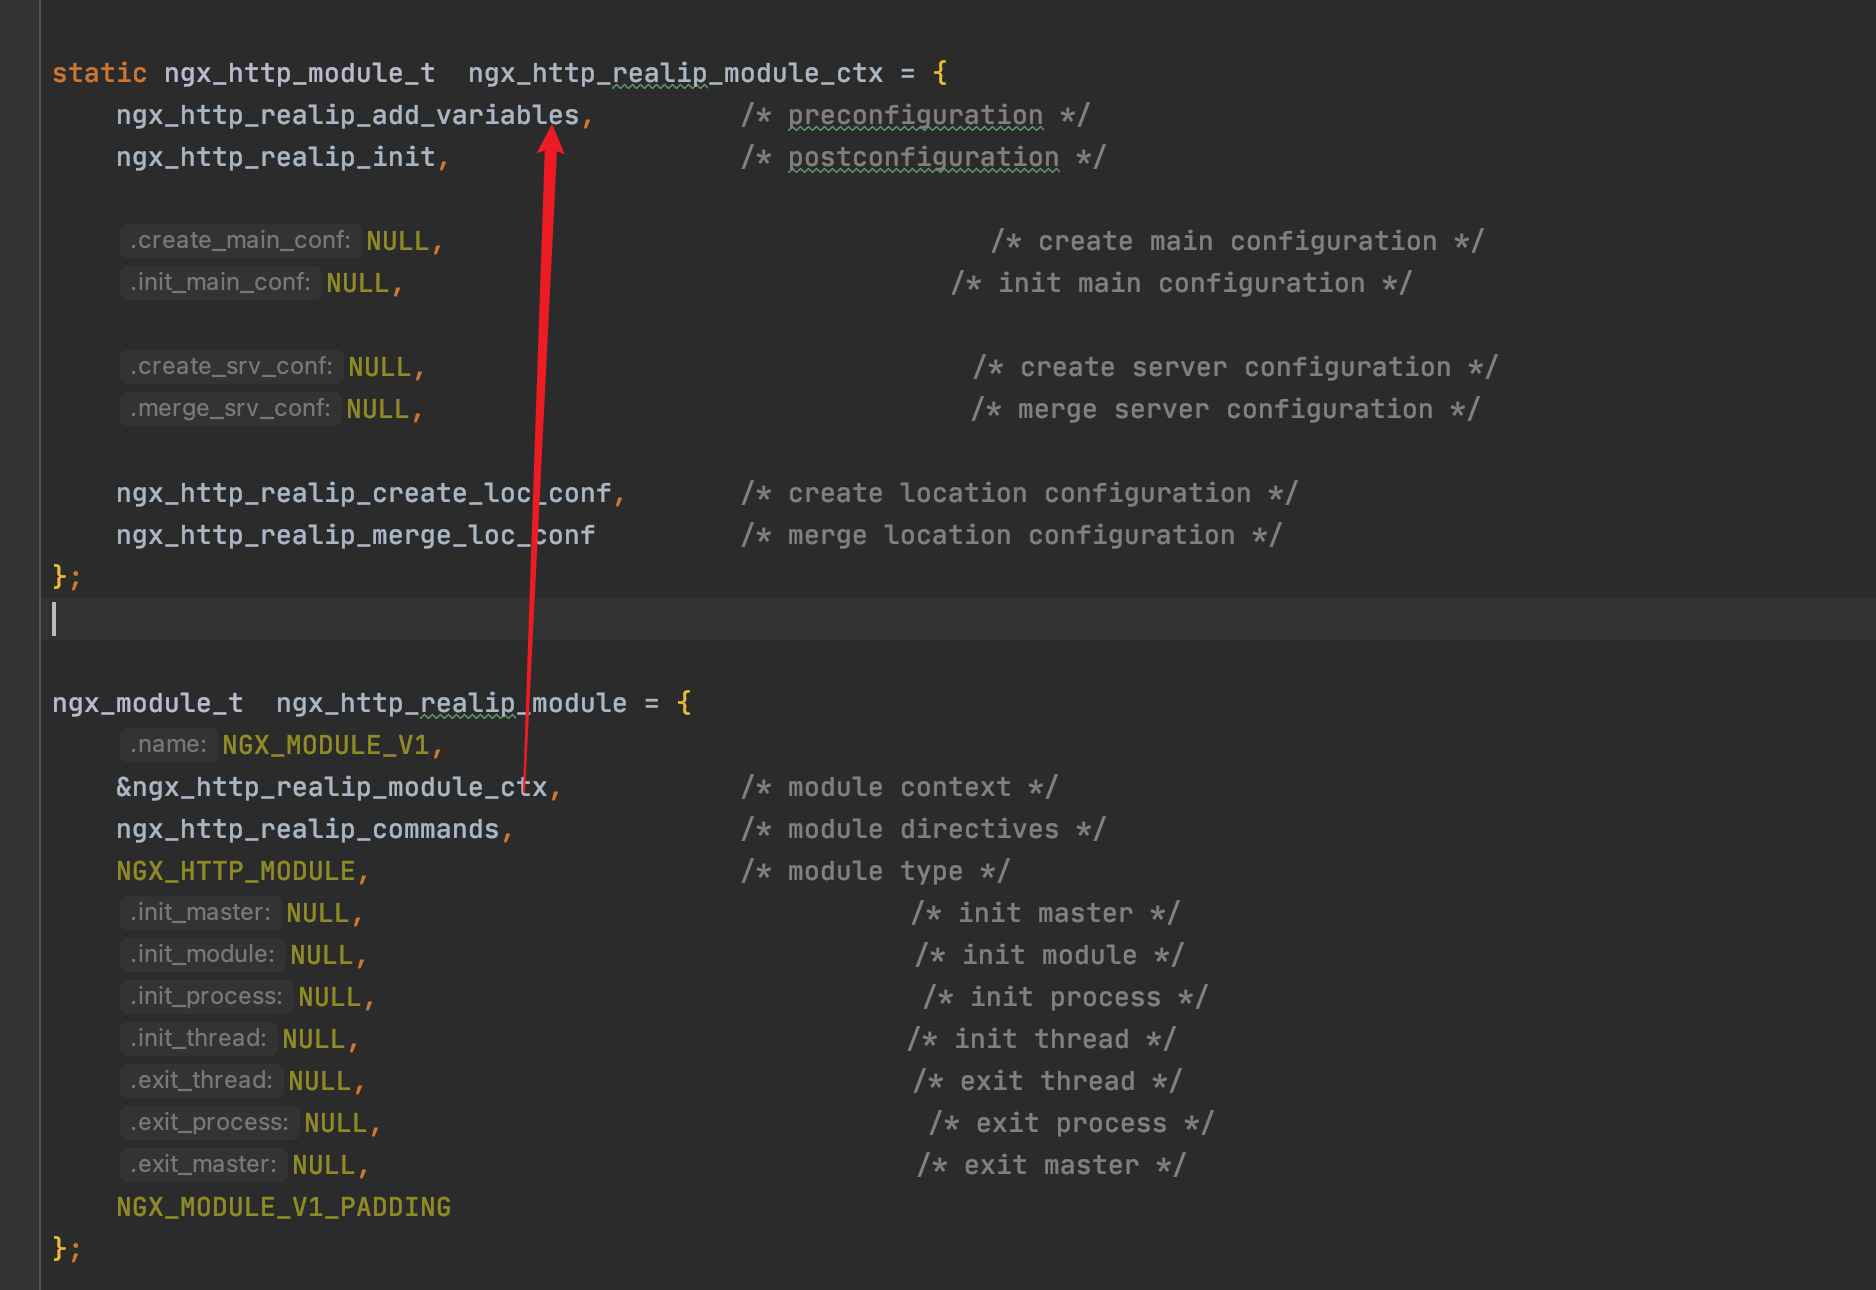 static ngx_http_module_t  ngx_http_realip_module_ctx = {
    ngx_http_realip_add_variables,         /* preconfiguration */
    ngx_http_realip_init,                  /* postconfiguration */

    .create_main_conf: NULL,                                  /* create main configuration */
    .init_main_conf: NULL,                                  /* init main configuration */

    .create_srv_conf: NULL,                                  /* create server configuration */
    .merge_srv_conf: NULL,                                  /* merge server configuration */

    ngx_http_realip_create_loc_conf,       /* create location configuration */
    ngx_http_realip_merge_loc_conf         /* merge location configuration */
};

ngx_module_t  ngx_http_realip_module = {
    .name: NGX_MODULE_V1,
    &ngx_http_realip_module_ctx,           /* module context */
    ngx_http_realip_commands,              /* module directives */
    NGX_HTTP_MODULE,                       /* module type */
    .init_master: NULL,                                  /* init master */
    .init_module: NULL,                                  /* init module */
    .init_process: NULL,                                  /* init process */
    .init_thread: NULL,                                  /* init thread */
    .exit_thread: NULL,                                  /* exit thread */
    .exit_process: NULL,                                  /* exit process */
    .exit_master: NULL,                                  /* exit master */
    NGX_MODULE_V1_PADDING
};